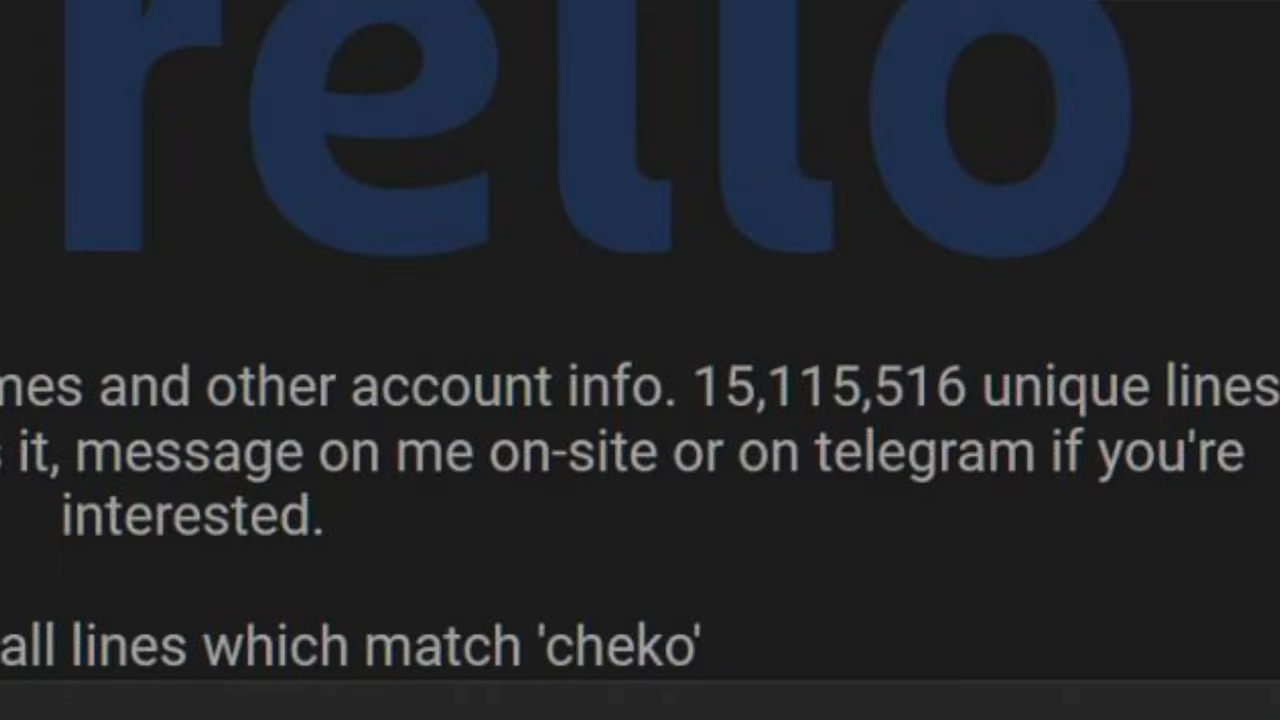 rello
mes and other account info. 15,115,516 unique lines
it, message on me on-site or on telegram if you're
interested.
all lines which match 'cheko'